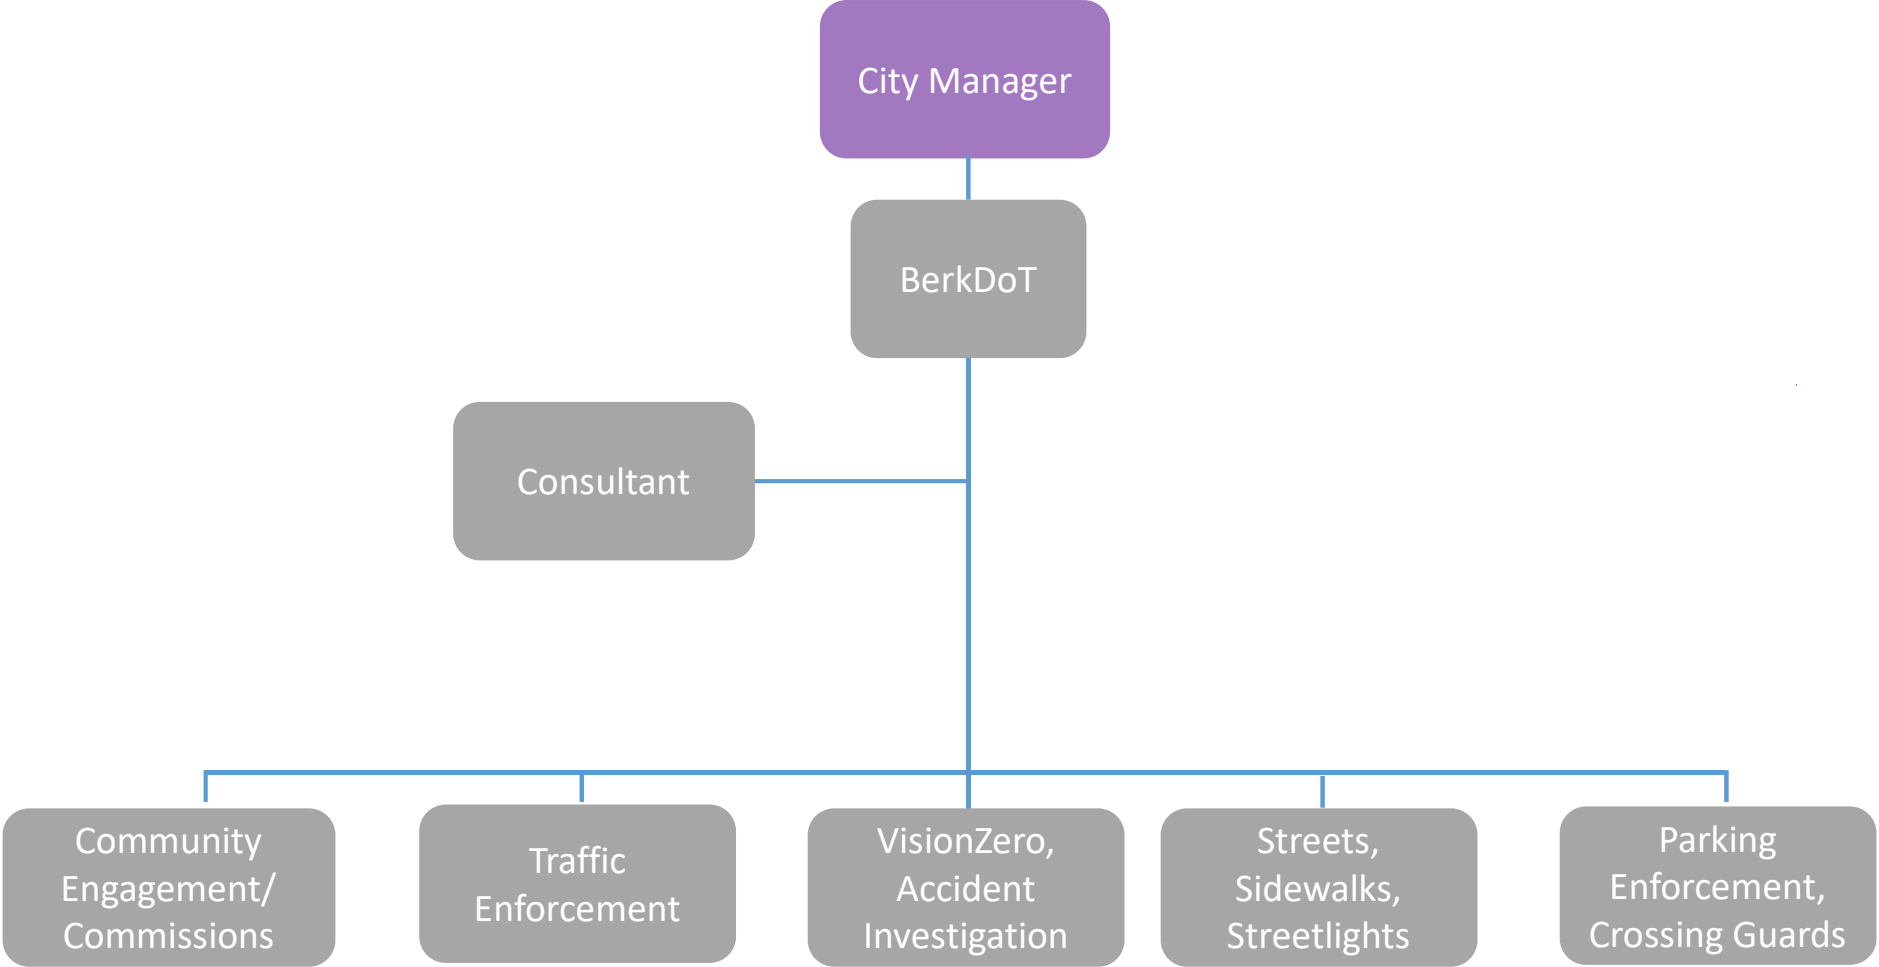 City Manager
BerkDoT
Consultant
Community
Engagement/
Commissions
Traffic
Enforcement
VisionZero,
Accident
Investigation
Streets,
Sidewalks,
Streetlights
Parking
Enforcement,
Crossing Guards